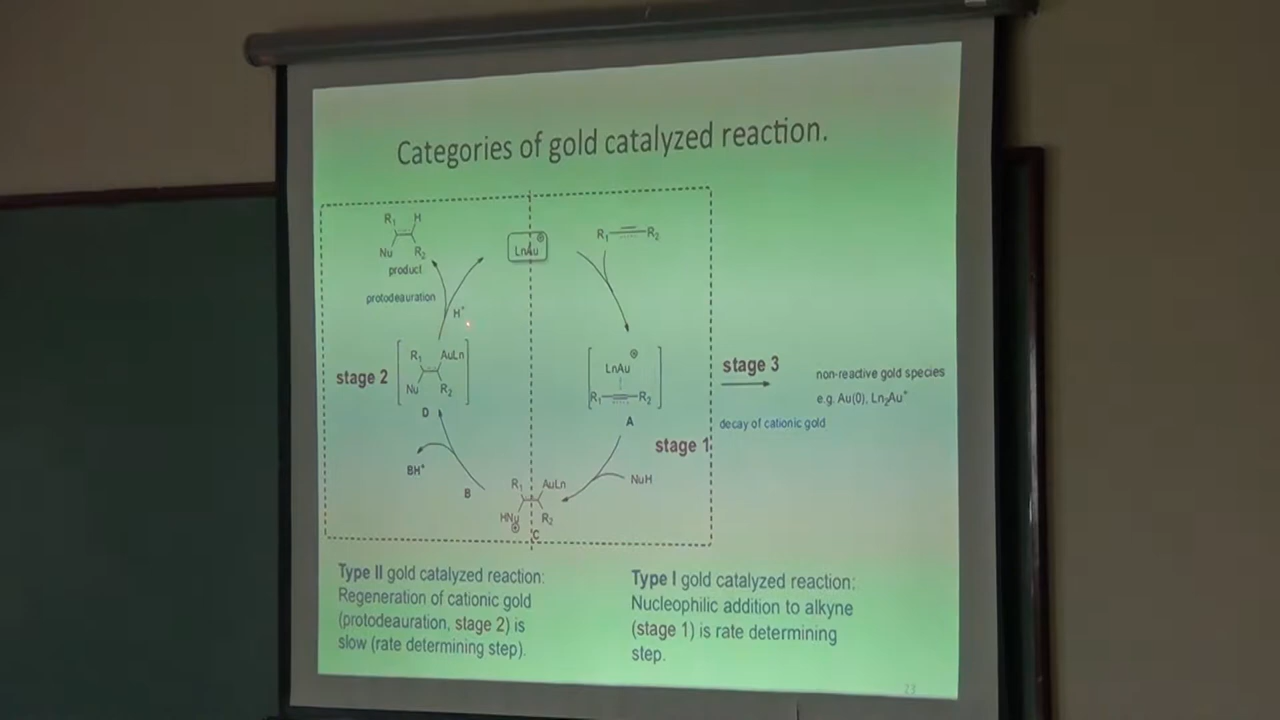 Categories of gold catalyzed reaction.
R1 H
Nu R2
product
protodeauration
H+
LnAu ⊕
R1 R2
stage 2
R1 AuLn
Nu R2
D
LnAu ⊕
R1 R2
A
stage 1
stage 3
decay of cationic gold
non-reactive gold species
e.g. Au(0), Ln2Au+
BH+
B
R1 AuLn
HNu R2
⊕
C
NuH
Type II gold catalyzed reaction:
Regeneration of cationic gold
(protodeauration, stage 2) is
slow (rate determining step).
Type I gold catalyzed reaction:
Nucleophilic addition to alkyne
(stage 1) is rate determining
step.
23